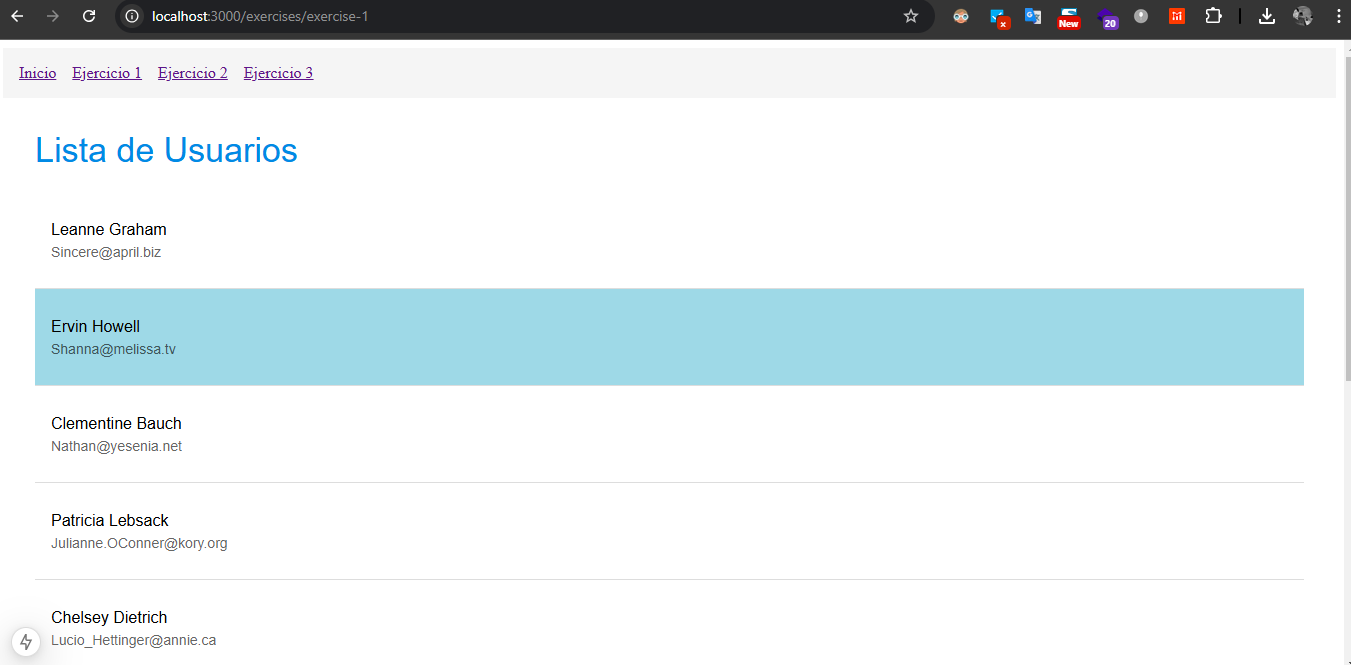 localhost:3000/exercises/exercise-1
New
20
Inicio Ejercicio 1 Ejercicio 2 Ejercicio 3
Lista de Usuarios
Leanne Graham
Sincere@april.biz
Ervin Howell
Shanna@melissa.tv
Clementine Bauch
Nathan@yesenia.net
Patricia Lebsack
Julianne.OConner@kory.org
Chelsey Dietrich
Lucio_Hettinger@annie.ca